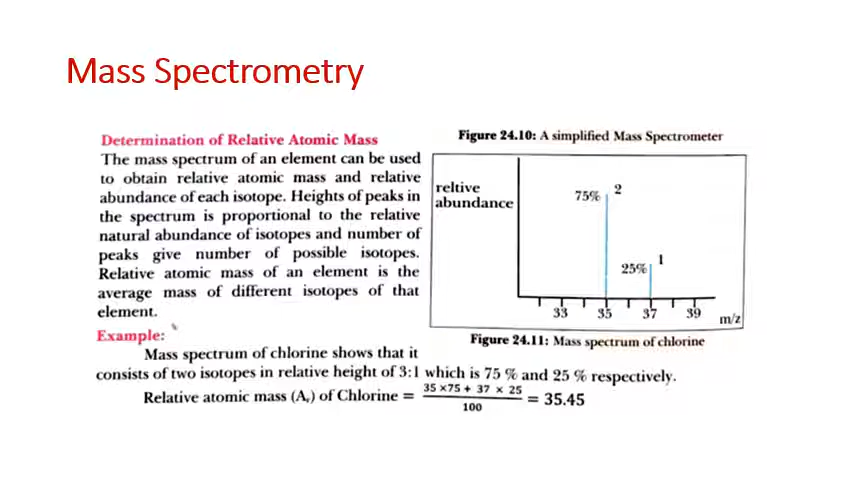 Mass Spectrometry
Determination of Relative Atomic Mass
The mass spectrum of an element can be used
to obtain relative atomic mass and relative
abundance of each isotope. Heights of peaks in
the spectrum is proportional to the relative
natural abundance of isotopes and number of
peaks give number of possible isotopes.
Relative atomic mass of an element is the
average mass of different isotopes of that
element.
Figure 24.10: A simplified Mass Spectrometer
reltive
abundance
75% 2
25% 1
33 35 37 39
m/z
Figure 24.11: Mass spectrum of chlorine
Example:
Mass spectrum of chlorine shows that it
consists of two isotopes in relative height of 3:1 which is 75 % and 25 % respectively.
Relative atomic mass (Aᵣ) of Chlorine = 35 ×75 + 37 × 25 / 100 = 35.45